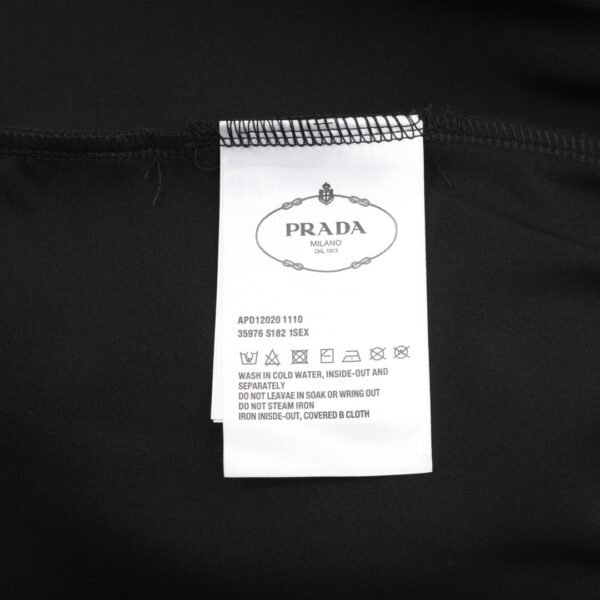 PRADA
MILANO
DAL 1913
APD12020 1110
35976 S182 1SEX
WASH IN COLD WATER, INSIDE-OUT AND
SEPARATELY
DO NOT LEAVAE IN SOAK OR WRING OUT
DO NOT STEAM IRON
IRON INISDE-OUT, COVERED B CLOTH